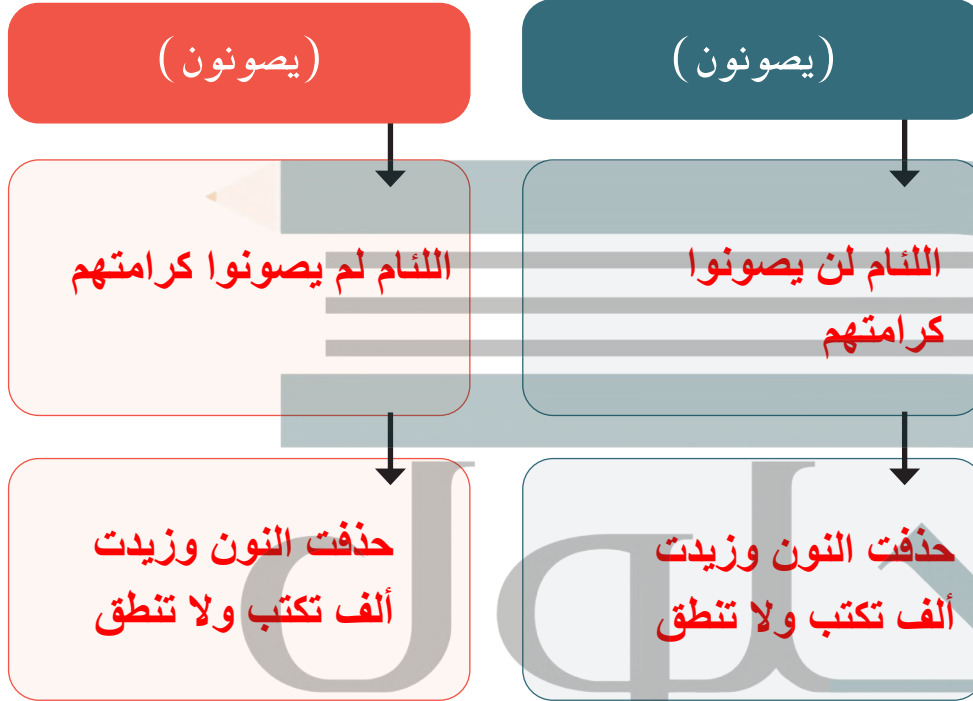 (يصونون)
اللئام لن يصونوا
كرامتهم
حذفت النون وزيدت
ألف تكتب ولا تنطق
(يصونون)
اللئام لم يصونوا كرامتهم
حذفت النون وزيدت
ألف تكتب ولا تنطق